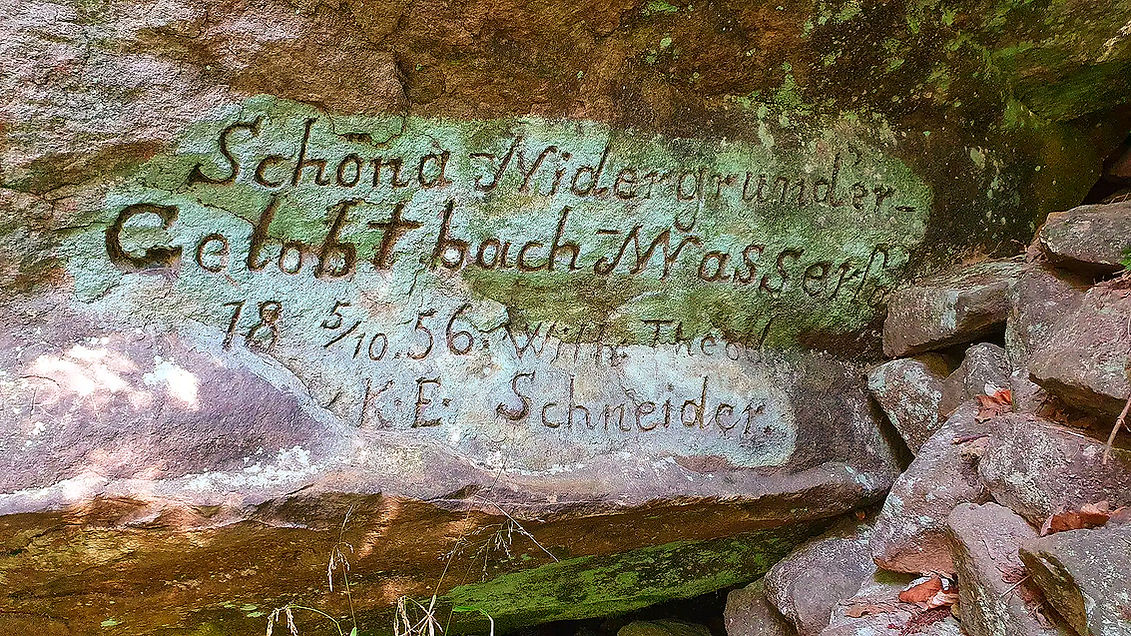 Schöna-Nidergrunder-
Gelobtbach-Wasserf
18 5/10. 56. Wilh. Theod
K. E. Schneider.